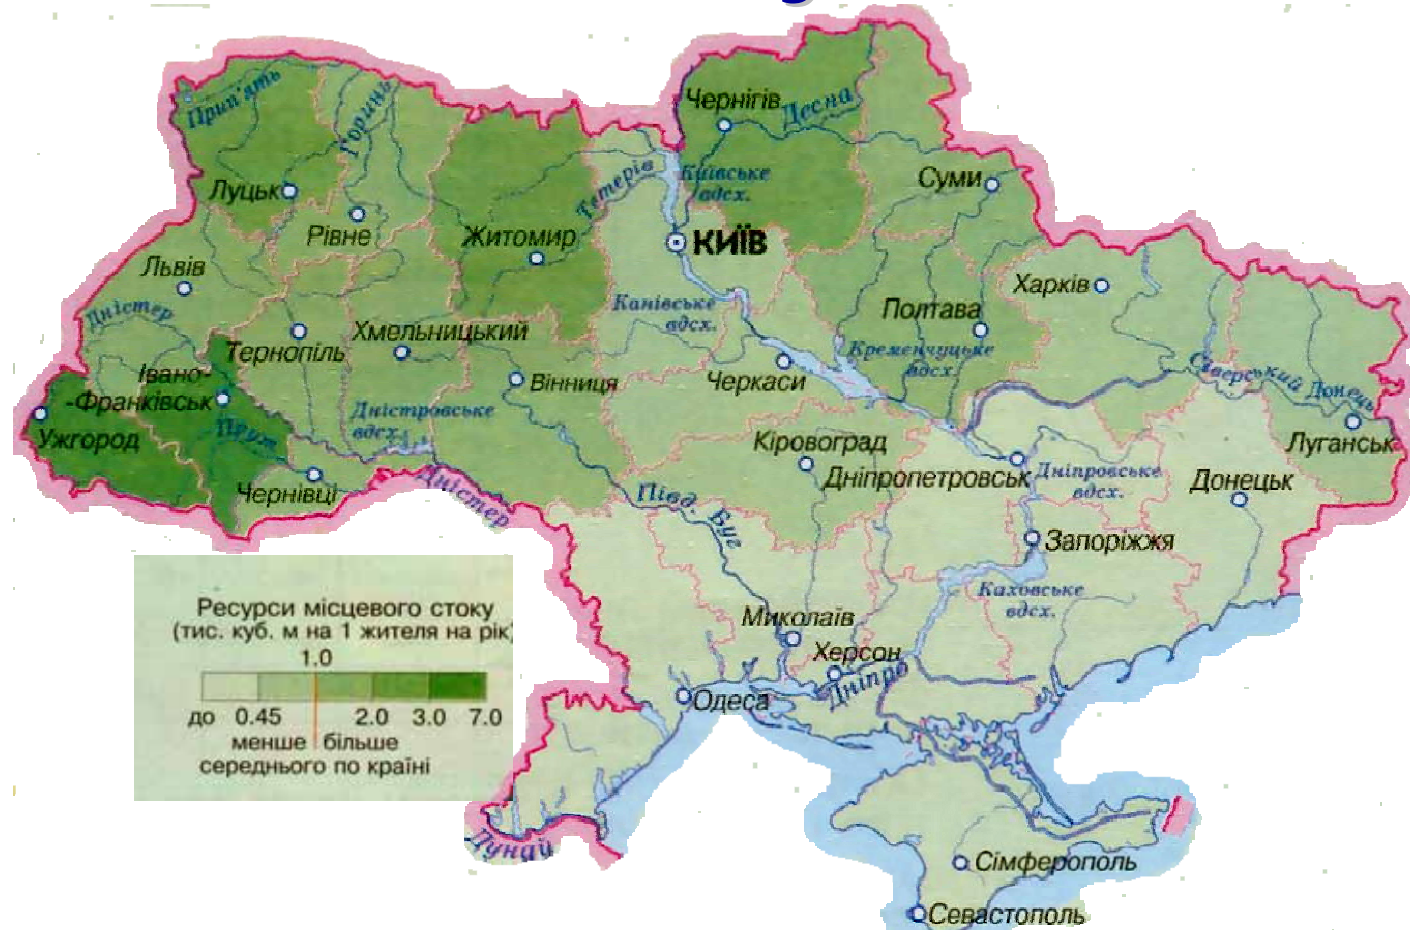 Прип'ять
Горинь
Чернігів
Десна
Луцьк
Рівне
Житомир
Тетерів
Київське
вдсх.
Суми
КИЇВ
Львів
Дністер
Харків
Канівське
вдсх.
Полтава
Хмельницький
Тернопіль
Кременчуцьке
вдсх.
Івано-
-Франківськ
Вінниця
Черкаси
Сіверський Донець
Ужгород
Прут
Дністровське
вдсх.
Кіровоград
Луганськ
Чернівці
Дністер
Дніпропетровськ
Дніпровське
вдсх.
Донецьк
Півд. Буг
Запоріжжя
Каховське
вдсх.
Миколаїв
Херсон
Дніпро
Одеса
Дунай
Сімферополь
Севастополь
Ресурси місцевого стоку
(тис. куб. м на 1 жителя на рік)
1.0
до 0.45 2.0 3.0 7.0
менше більше
середнього по країні